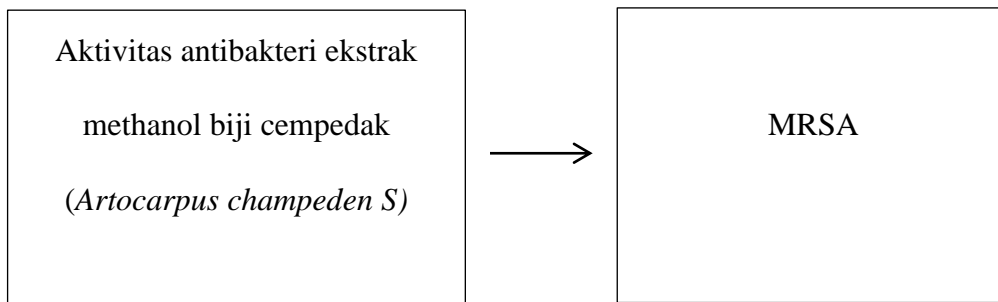 Aktivitas antibakteri ekstrak
methanol biji cempedak
(Artocarpus champeden S)
MRSA